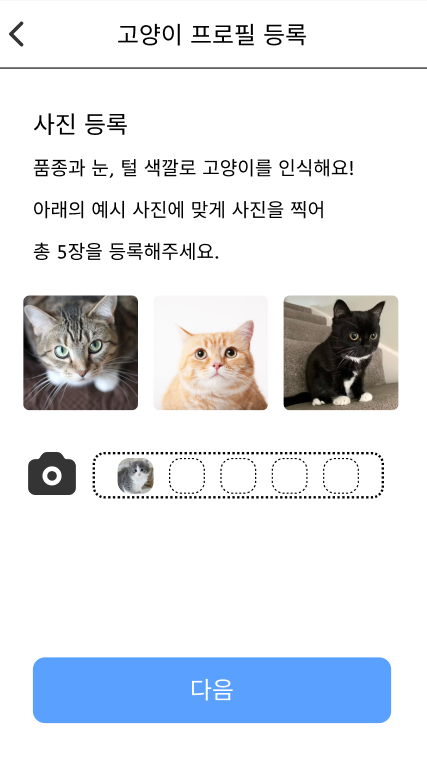 고양이 프로필 등록
사진 등록
품종과 눈, 털 색깔로 고양이를 인식해요!
아래의 예시 사진에 맞게 사진을 찍어
총 5장을 등록해주세요.
다음